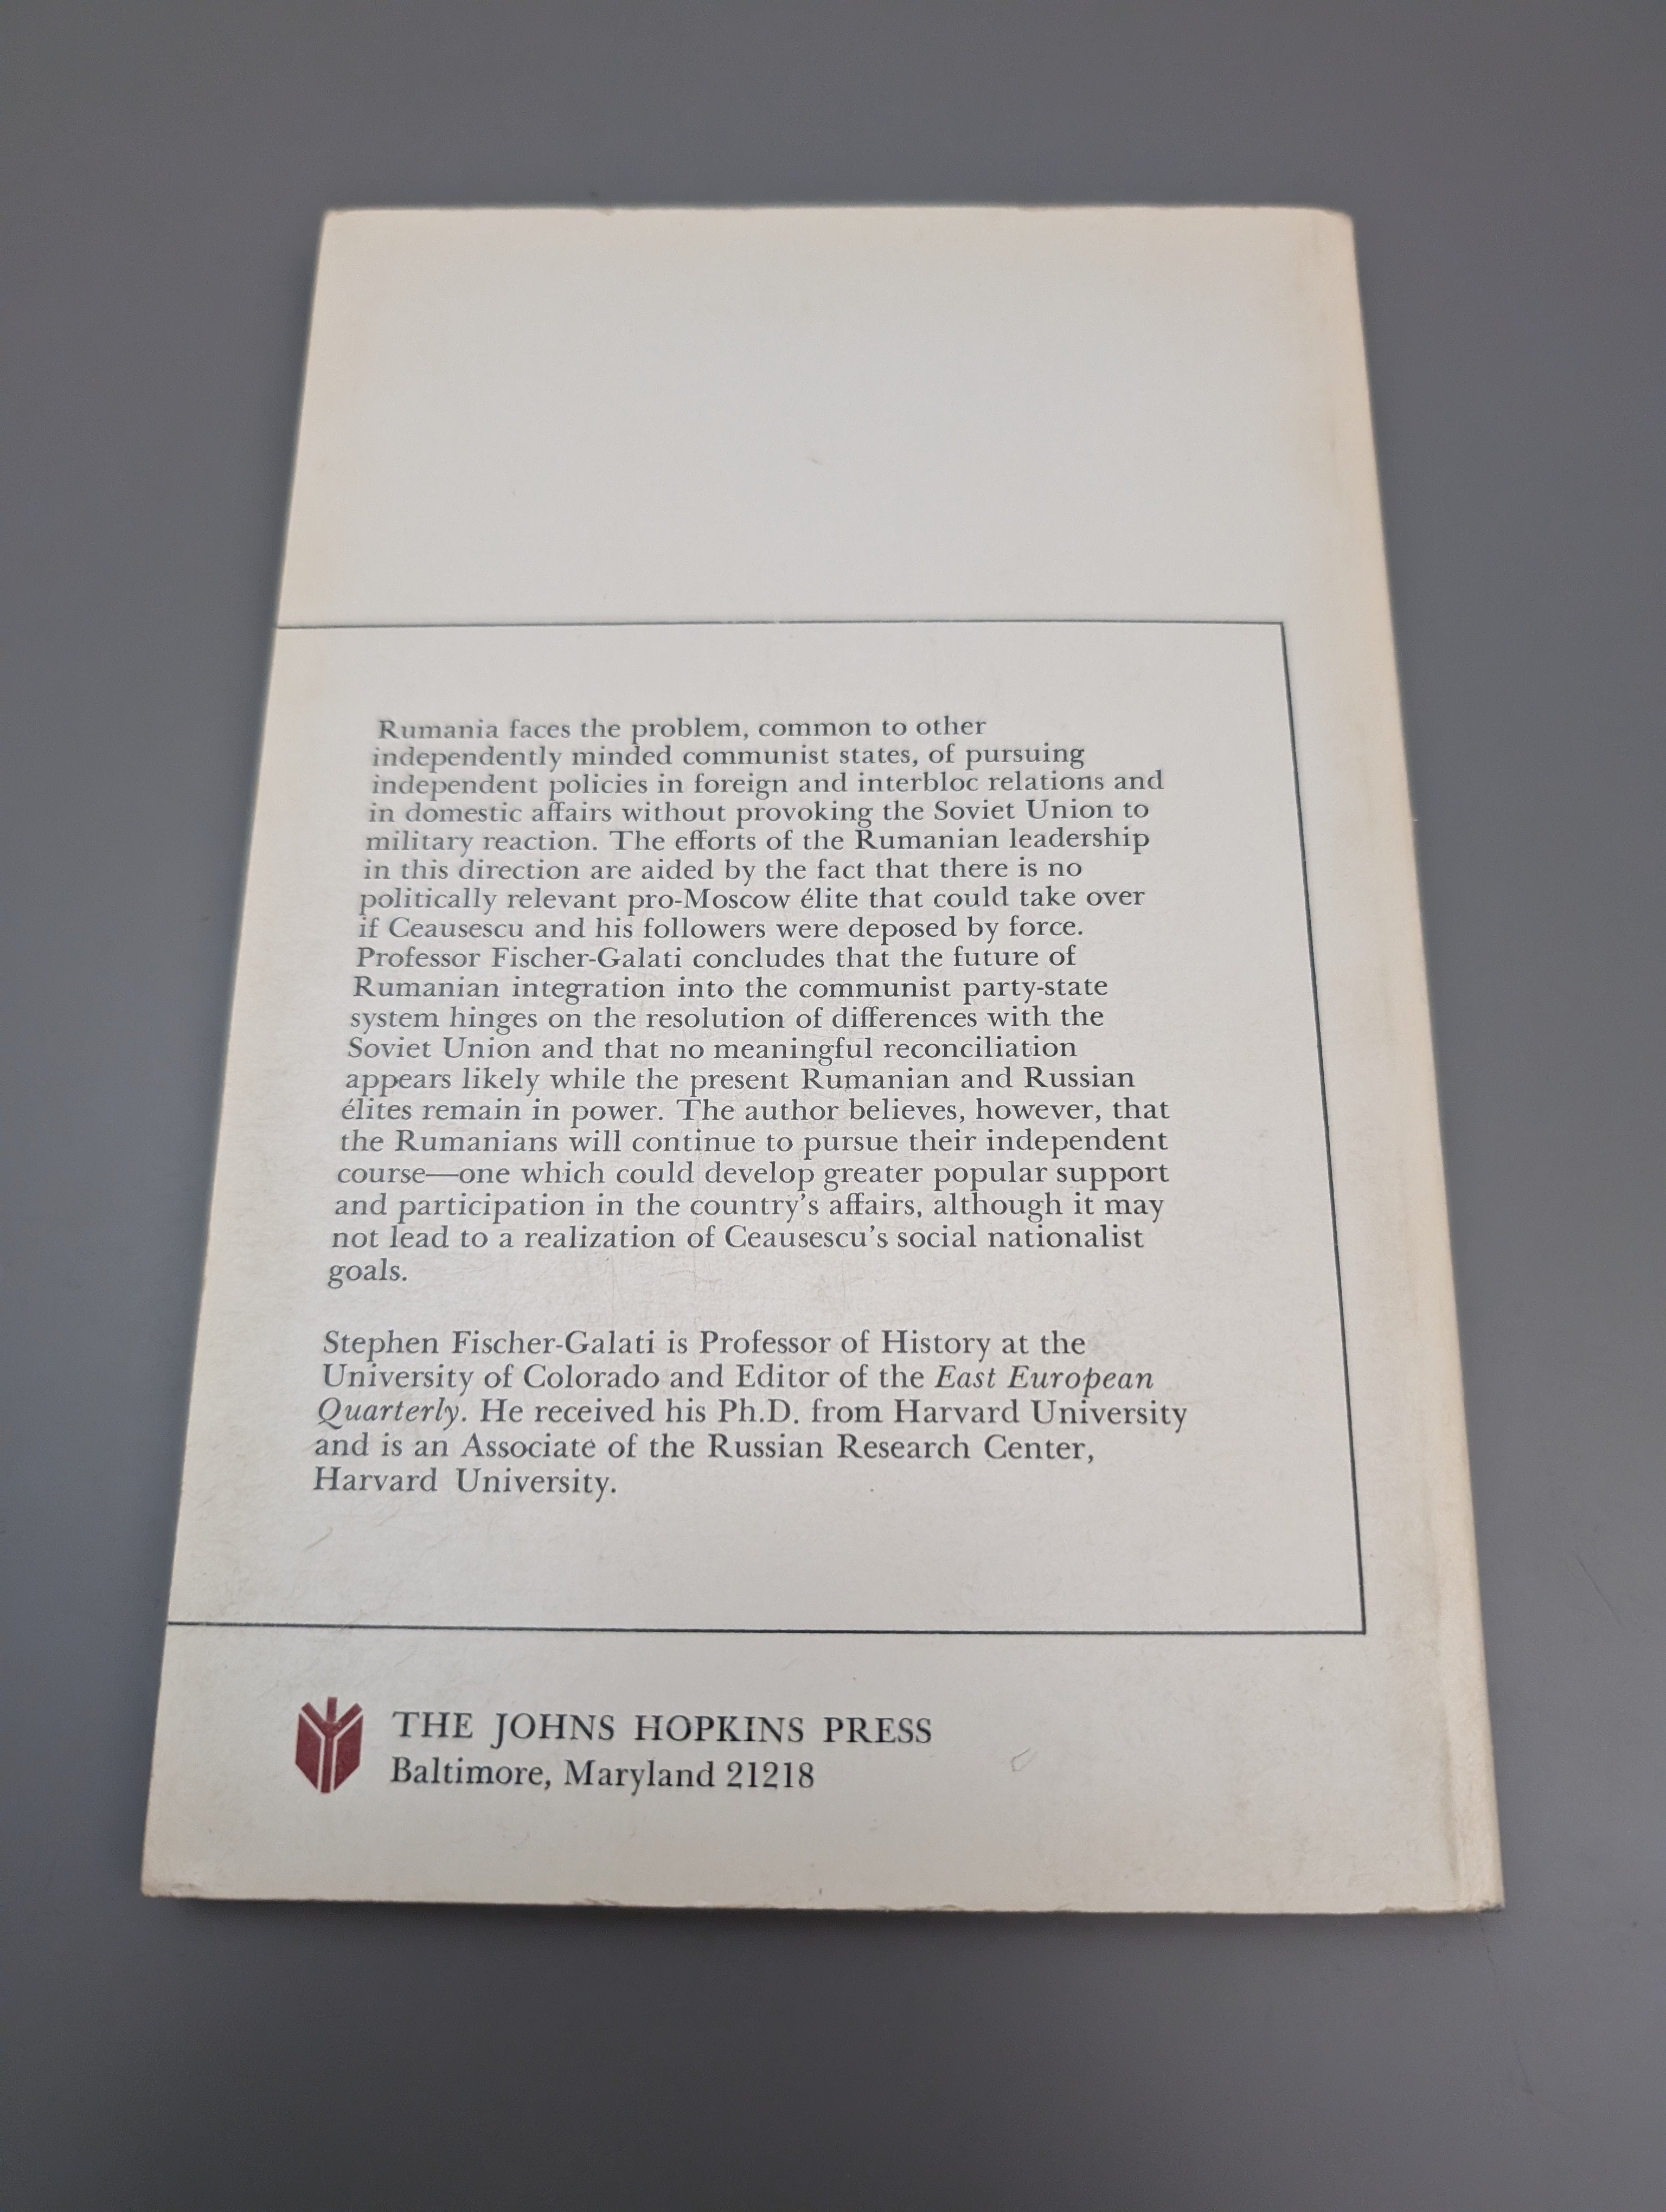 Rumania faces the problem, common to other
independently minded communist states, of pursuing
independent policies in foreign and interbloc relations and
in domestic affairs without provoking the Soviet Union to
military reaction. The efforts of the Rumanian leadership
in this direction are aided by the fact that there is no
politically relevant pro-Moscow élite that could take over
if Ceausescu and his followers were deposed by force.
Professor Fischer-Galati concludes that the future of
Rumanian integration into the communist party-state
system hinges on the resolution of differences with the
Soviet Union and that no meaningful reconciliation
appears likely while the present Rumanian and Russian
élites remain in power. The author believes, however, that
the Rumanians will continue to pursue their independent
course—one which could develop greater popular support
and participation in the country's affairs, although it may
not lead to a realization of Ceausescu's social nationalist
goals.
Stephen Fischer-Galati is Professor of History at the
University of Colorado and Editor of the East European
Quarterly. He received his Ph.D. from Harvard University
and is an Associate of the Russian Research Center,
Harvard University.
THE JOHNS HOPKINS PRESS
Baltimore, Maryland 21218